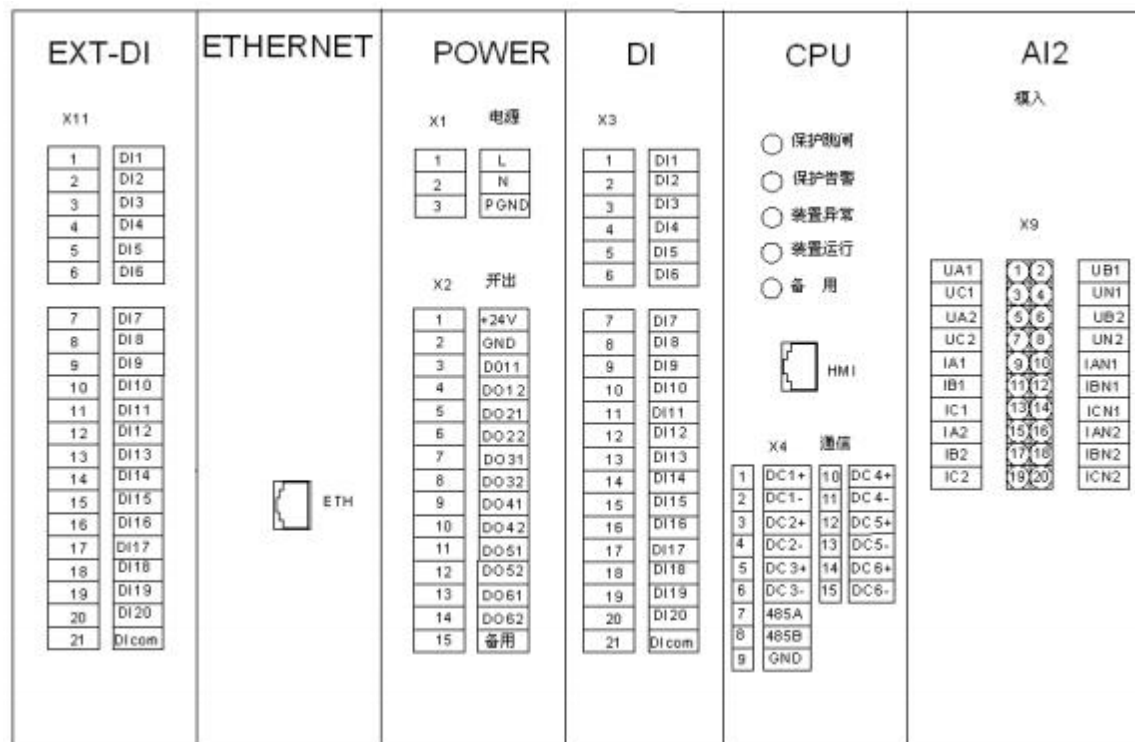 EXT-DI
X11
1 DI1
2 DI2
3 DI3
4 DI4
5 DI5
6 DI6
7 DI7
8 DI8
9 DI9
10 DI10
11 DI11
12 DI12
13 DI13
14 DI14
15 DI15
16 DI16
17 DI17
18 DI18
19 DI19
20 DI20
21 DIcom
ETHERNET
ETH
POWER
X1 电源
1 L
2 N
3 PGND
X2 开出
1 +24V
2 GND
3 DO11
4 DO12
5 DO21
6 DO22
7 DO31
8 DO32
9 DO41
10 DO42
11 DO51
12 DO52
13 DO61
14 DO62
15 备用
DI
X3
1 DI1
2 DI2
3 DI3
4 DI4
5 DI5
6 DI6
7 DI7
8 DI8
9 DI9
10 DI10
11 DI11
12 DI12
13 DI13
14 DI14
15 DI15
16 DI16
17 DI17
18 DI18
19 DI19
20 DI20
21 DIcom
CPU
保护跳闸
保护告警
装置异常
装置运行
备 用
HMI
X4 通信
1 DC1+ 10 DC4+
2 DC1- 11 DC4-
3 DC2+ 12 DC5+
4 DC2- 13 DC5-
5 DC3+ 14 DC6+
6 DC3- 15 DC6-
7 485A
8 485B
9 GND
AI2
模入
X9
UA1 1 2 UB1
UC1 3 4 UN1
UA2 5 6 UB2
UC2 7 8 UN2
IA1 9 10 IAN1
IB1 11 12 IBN1
IC1 13 14 ICN1
IA2 15 16 IAN2
IB2 17 18 IBN2
IC2 19 20 ICN2